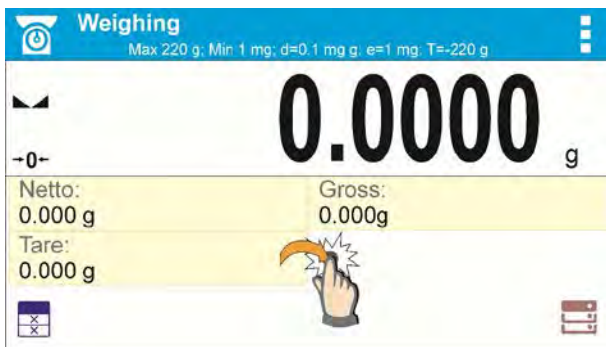 Weighing
Max 220 g; Min 1 mg; d=0.1 mg g; e=1 mg; T=-220 g
0.0000 g
→0←
Netto:
0.000 g
Gross:
0.000g
Tare:
0.000 g